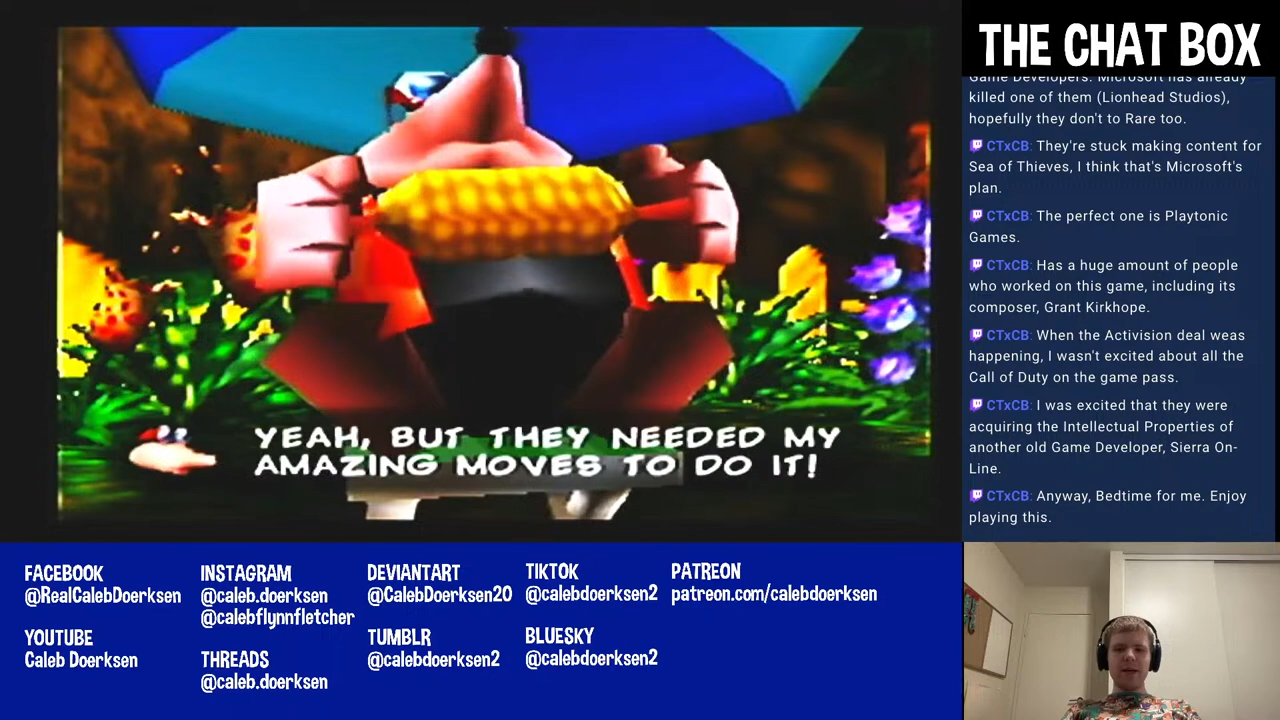 YEAH, BUT THEY NEEDED MY
AMAZING MOVES TO DO IT!
THE CHAT BOX
Game Developers. Microsoft has already
killed one of them (Lionhead Studios),
hopefully they don't to Rare too.
CTxCB: They're stuck making content for
Sea of Thieves, I think that's Microsoft's
plan.
CTxCB: The perfect one is Playtonic
Games.
CTxCB: Has a huge amount of people
who worked on this game, including its
composer, Grant Kirkhope.
CTxCB: When the Activision deal weas
happening, I wasn't excited about all the
Call of Duty on the game pass.
CTxCB: I was excited that they were
acquiring the Intellectual Properties of
another old Game Developer, Sierra On-
Line.
CTxCB: Anyway, Bedtime for me. Enjoy
playing this.
FACEBOOK
@RealCalebDoerksen
YOUTUBE
Caleb Doerksen
INSTAGRAM
@caleb.doerksen
@calebflynnfletcher
THREADS
@caleb.doerksen
DEVIANTART
@CalebDoerksen20
TUMBLR
@calebdoerksen2
TIKTOK
@calebdoerksen2
BLUESKY
@calebdoerksen2
PATREON
patreon.com/calebdoerksen